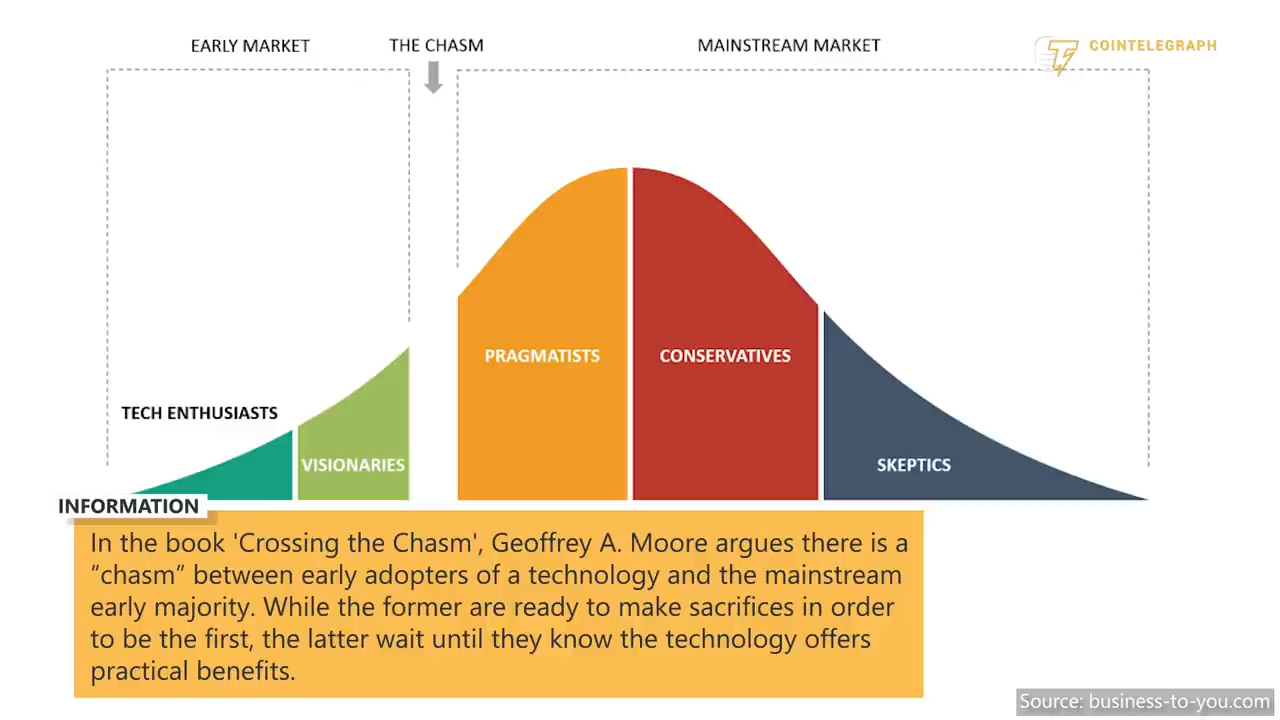 EARLY MARKET
THE CHASM
MAINSTREAM MARKET
COINTELEGRAPH
PRAGMATISTS
CONSERVATIVES
TECH ENTHUSIASTS
VISIONARIES
SKEPTICS
INFORMATION
In the book 'Crossing the Chasm', Geoffrey A. Moore argues there is a
“chasm” between early adopters of a technology and the mainstream
early majority. While the former are ready to make sacrifices in order
to be the first, the latter wait until they know the technology offers
practical benefits.
Source: business-to-you.com